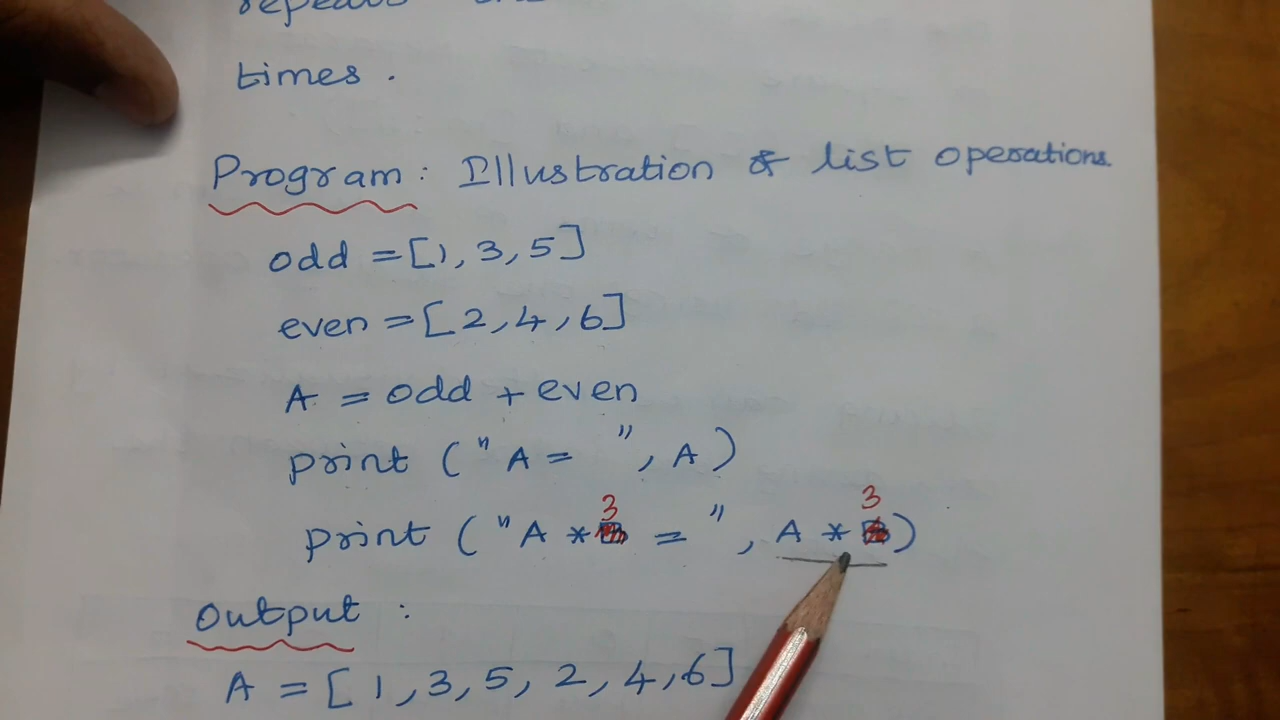 times.
Program: Illustration of list operations.
odd = [1, 3, 5]
even = [2, 4, 6]
A = odd + even
print ("A = ", A)
print ("A * 3 = ", A * 3)
Output :
A = [1, 3, 5, 2, 4, 6]